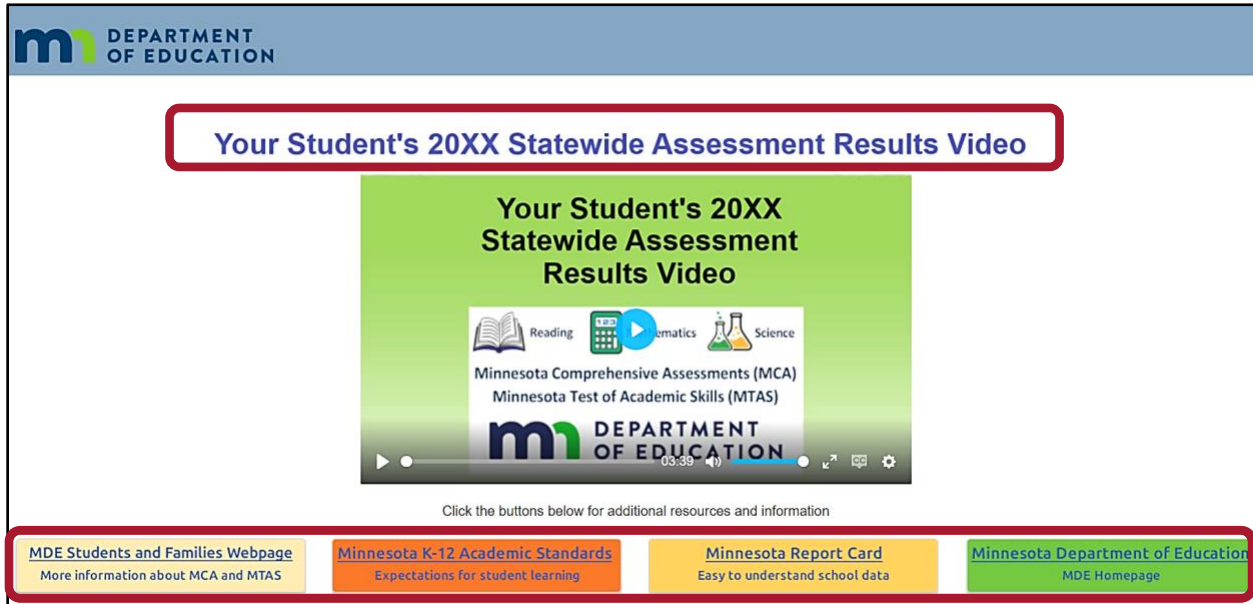 DEPARTMENT
OF EDUCATION
Your Student's 20XX Statewide Assessment Results Video
Your Student's 20XX
Statewide Assessment
Results Video
Reading
Science
Minnesota Comprehensive Assessments (MCA)
Minnesota Test of Academic Skills (MTAS)
DEPARTMENT
OF EDUCATION
03:39
CC
Click the buttons below for additional resources and information
MDE Students and Families Webpage
More information about MCA and MTAS
Minnesota K-12 Academic Standards
Expectations for student learning
Minnesota Report Card
Easy to understand school data
Minnesota Department of Education
MDE Homepage